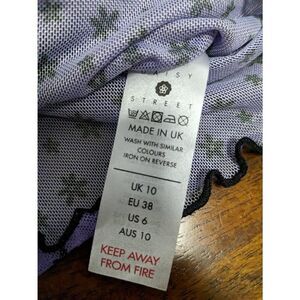 STREET
MADE IN UK
WASH WITH SIMILAR
COLOURS
IRON ON REVERSE
UK 10
EU 38
US 6
AUS 10
KEEP AWAY
FROM FIRE